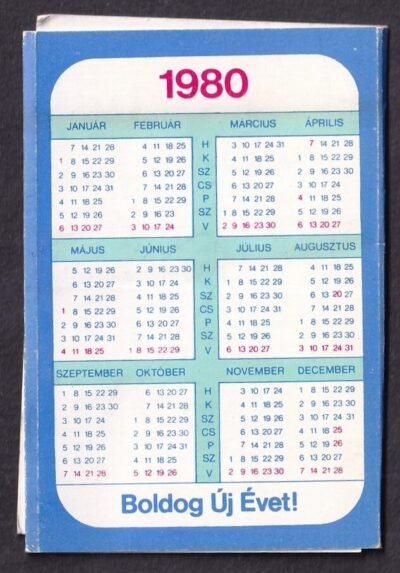 1980
JANUÁR FEBRUÁR MÁRCIUS ÁPRILIS
7 14 21 28 4 11 18 25 H 3 10 17 24 31 7 14 21 28
1 8 15 22 29 5 12 19 26 K 4 11 18 25 1 8 15 22 29
2 9 16 23 30 6 13 20 27 SZ 5 12 19 26 2 9 16 23 30
3 10 17 24 31 7 14 21 28 CS 6 13 20 27 3 10 17 24
4 11 18 25 1 8 15 22 29 P 7 14 21 28 4 11 18 25
5 12 19 26 2 9 16 23 SZ 1 8 15 22 29 5 12 19 26
6 13 20 27 3 10 17 24 V 2 9 16 23 30 6 13 20 27
MÁJUS JÚNIUS JÚLIUS AUGUSZTUS
5 12 19 26 2 9 16 23 30 H 7 14 21 28 4 11 18 25
6 13 20 27 3 10 17 24 K 1 8 15 22 29 5 12 19 26
7 14 21 28 4 11 18 25 SZ 2 9 16 23 30 6 13 20 27
1 8 15 22 29 5 12 19 26 CS 3 10 17 24 31 7 14 21 28
2 9 16 23 30 6 13 20 27 P 4 11 18 25 1 8 15 22 29
3 10 17 24 31 7 14 21 28 SZ 5 12 19 26 2 9 16 23 30
4 11 18 25 1 8 15 22 29 V 6 13 20 27 3 10 17 24 31
SZEPTEMBER OKTÓBER NOVEMBER DECEMBER
1 8 15 22 29 6 13 20 27 H 3 10 17 24 1 8 15 22 29
2 9 16 23 30 7 14 21 28 K 4 11 18 25 2 9 16 23 30
3 10 17 24 1 8 15 22 29 SZ 5 12 19 26 3 10 17 24 31
4 11 18 25 2 9 16 23 30 CS 6 13 20 27 4 11 18 25
5 12 19 26 3 10 17 24 31 P 7 14 21 28 5 12 19 26
6 13 20 27 4 11 18 25 SZ 1 8 15 22 29 6 13 20 27
7 14 21 28 5 12 19 26 V 2 9 16 23 30 7 14 21 28
Boldog Új Évet!